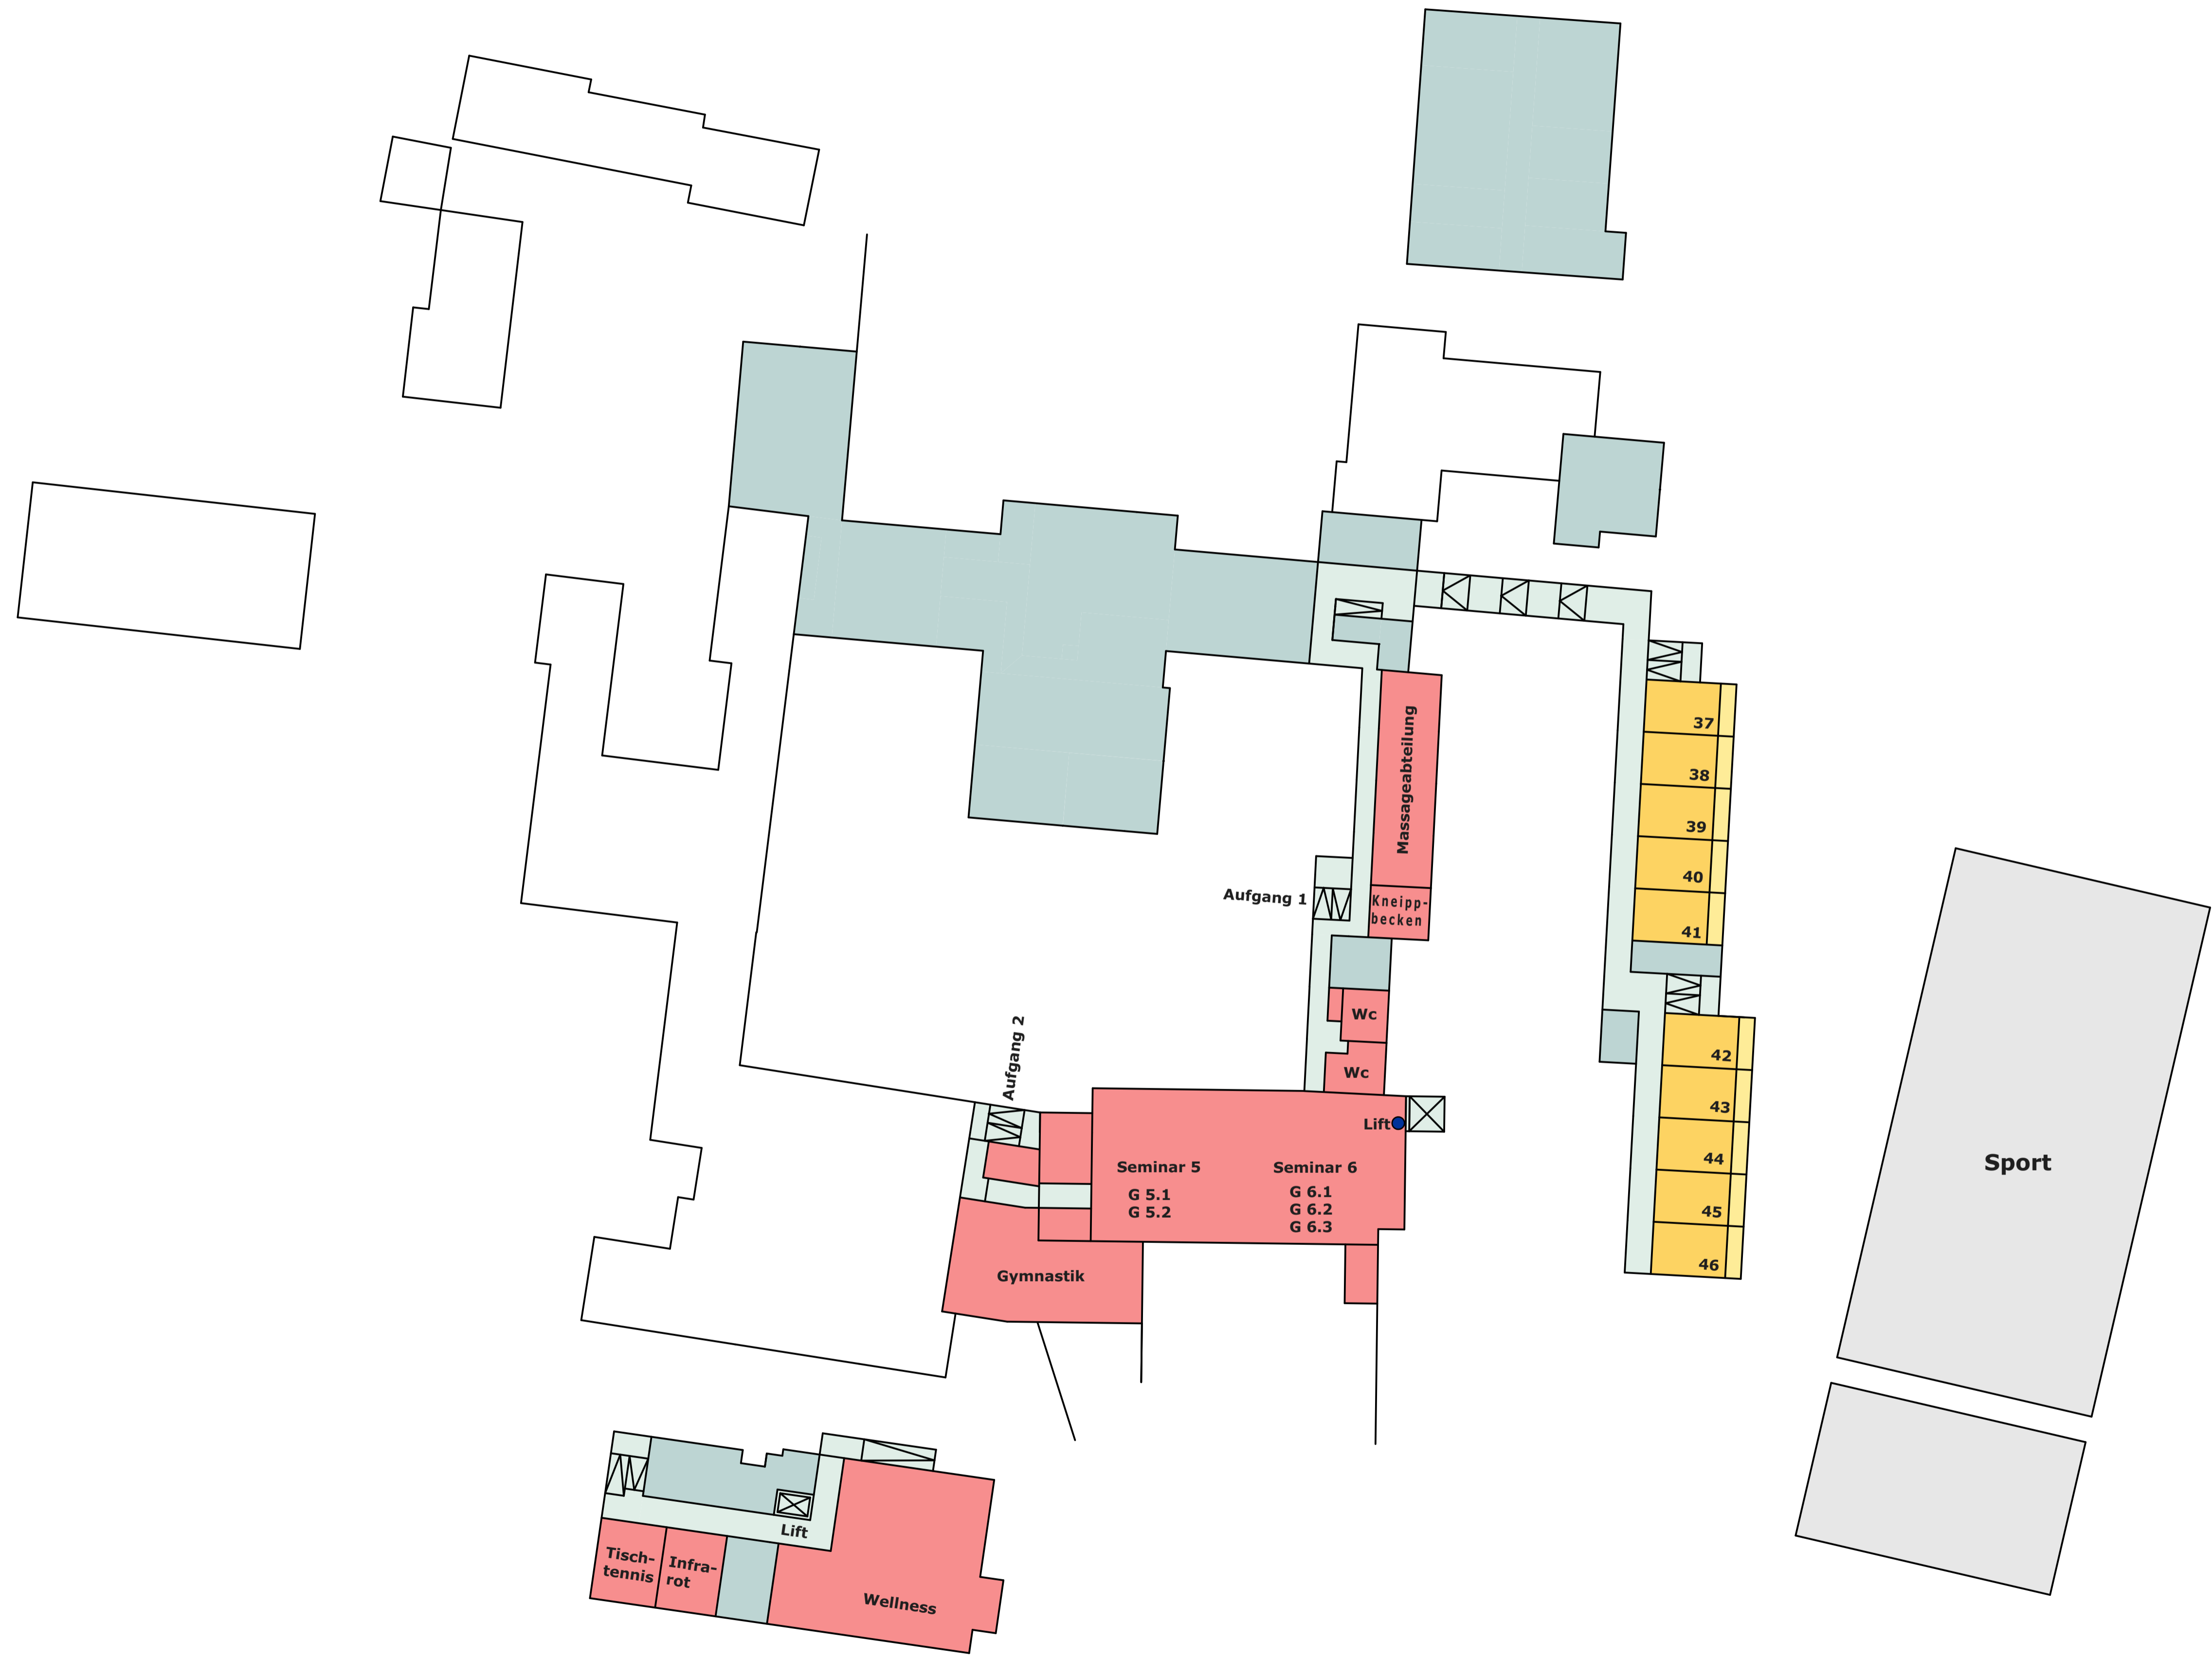 37
38
Massageabteilung
39
40
41
Aufgang 1
Kneipp-
becken
Wc
Wc
42
43
44
45
46
Aufgang 2
Lift
Seminar 5
G 5.1
G 5.2
Seminar 6
G 6.1
G 6.2
G 6.3
Sport
Gymnastik
Lift
Tisch-
tennis
Infra-
rot
Wellness